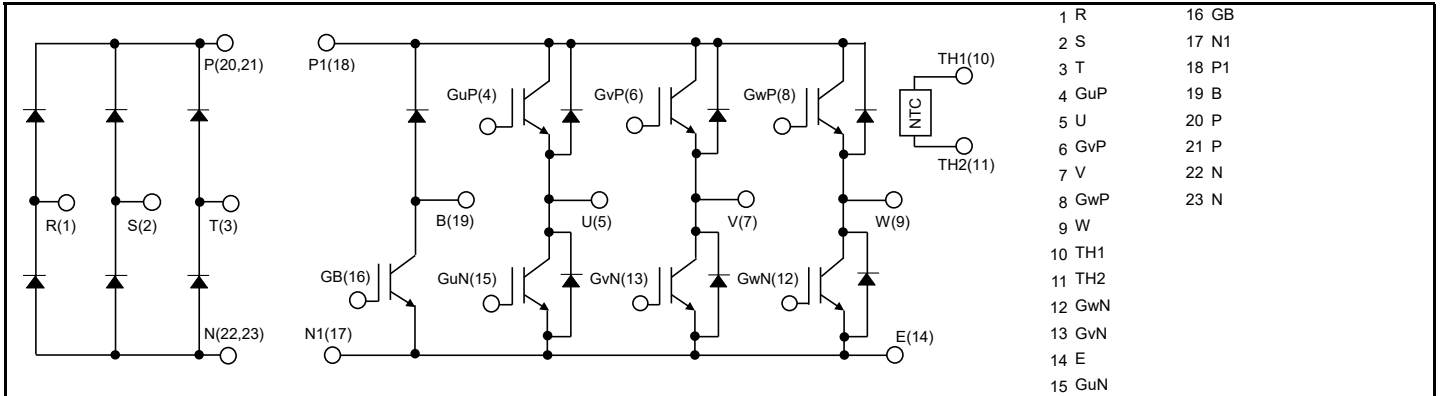 P(20,21)
P1(18)
TH1(10)
GuP(4)
GvP(6)
GwP(8)
NTC
TH2(11)
R(1)
S(2)
T(3)
B(19)
U(5)
V(7)
W(9)
GB(16)
GuN(15)
GvN(13)
GwN(12)
N(22,23)
N1(17)
E(14)
1 R
2 S
3 T
4 GuP
5 U
6 GvP
7 V
8 GwP
9 W
10 TH1
11 TH2
12 GwN
13 GvN
14 E
15 GuN
16 GB
17 N1
18 P1
19 B
20 P
21 P
22 N
23 N